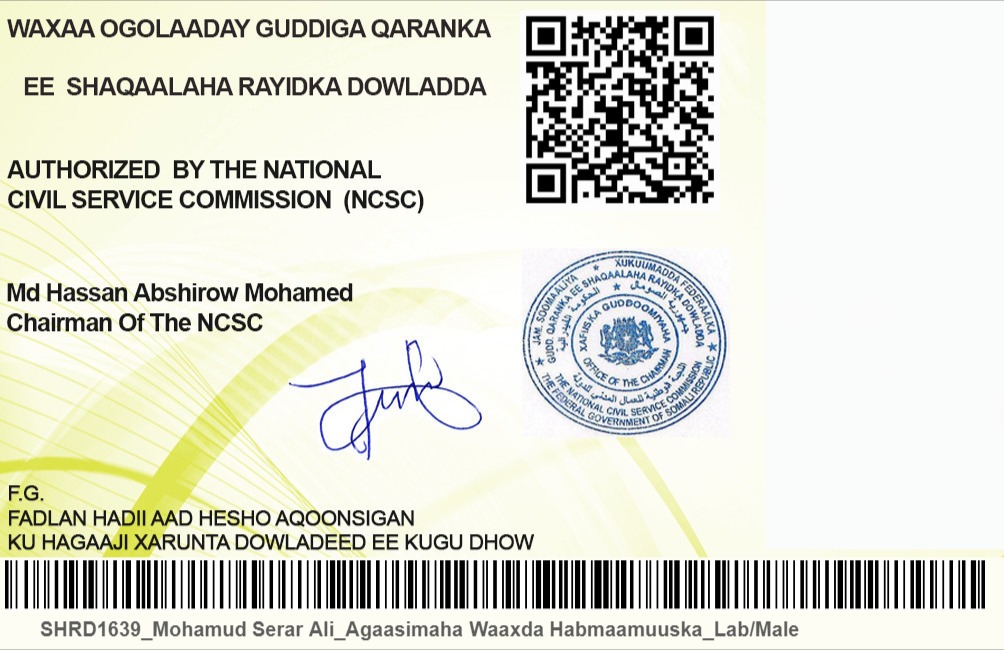 WAXAA OGOLAADAY GUDDIGA QARANKA
EE SHAQAALAHA RAYIDKA DOWLADDA
AUTHORIZED BY THE NATIONAL
CIVIL SERVICE COMMISSION (NCSC)
Md Hassan Abshirow Mohamed
Chairman Of The NCSC
JAM. SOOMAALIYA ★ XUKUUMADDA FEDERAALKA ★
GUDD. QARANKA EE SHAQAALAHA RAYIDKA DOWLADDA
جمهورية الصومال
XAFIISKA GUDDOOMIYAHA
OFFICE OF THE CHAIRMAN
THE NATIONAL CIVIL SERVICE COMMISSION
THE FEDERAL GOVERNMENT OF SOMALI REPUBLIC
F.G.
FADLAN HADII AAD HESHO AQOONSIGAN
KU HAGAAJI XARUNTA DOWLADEED EE KUGU DHOW
SHRD1639_Mohamud Serar Ali_Agaasimaha Waaxda Habmaamuuska_Lab/Male